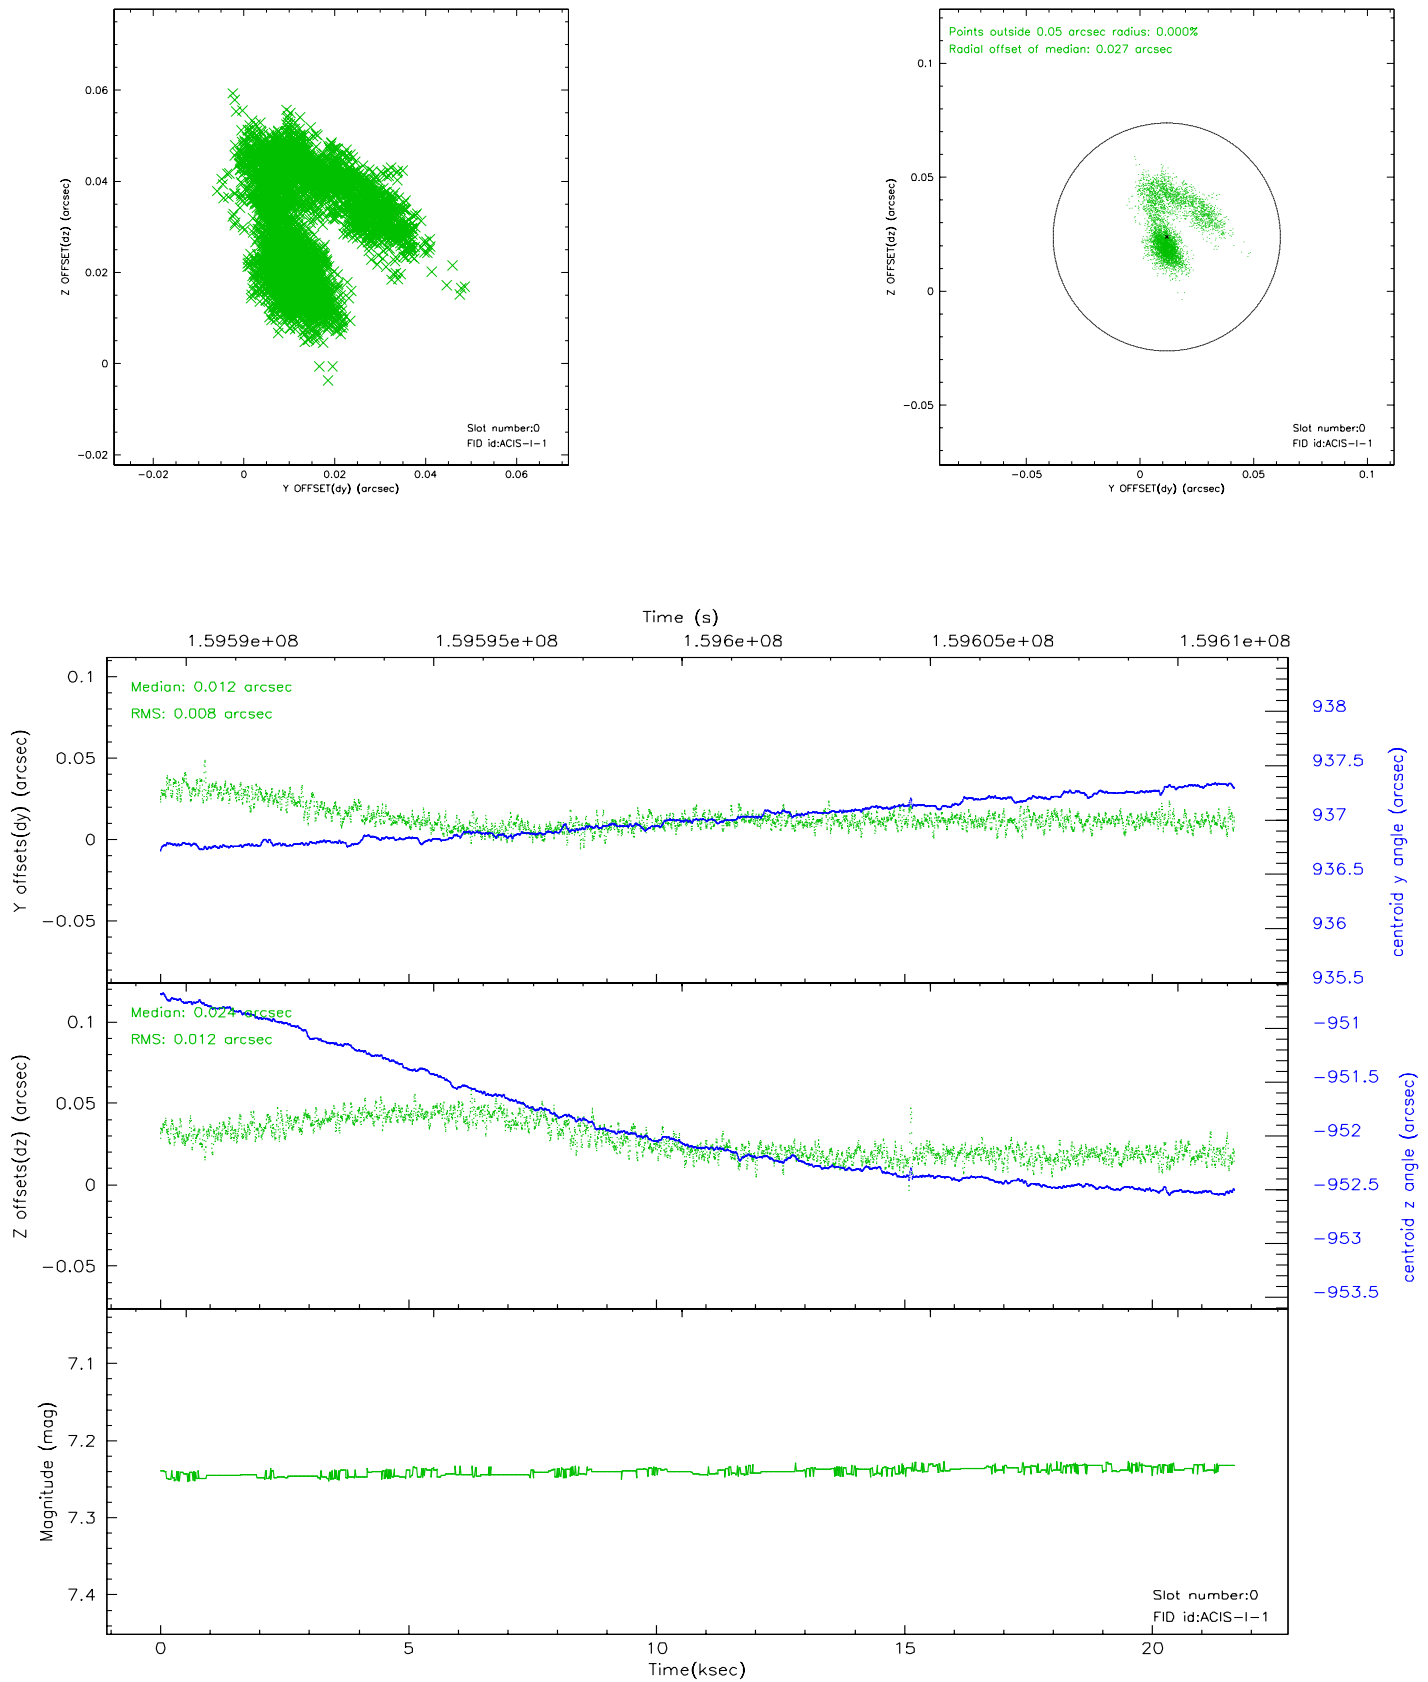 0.06
0.04
0.02
0
-0.02
Z OFFSET(dz) (arcsec)
Slot number:0
FID id:ACIS-I-1
-0.02 0 0.02 0.04 0.06
Y OFFSET(dy) (arcsec)
Points outside 0.05 arcsec radius: 0.000%
Radial offset of median: 0.027 arcsec
0.1
0.05
0
-0.05
Z OFFSET(dz) (arcsec)
Slot number:0
FID id:ACIS-I-1
-0.05 0 0.05 0.1
Y OFFSET(dy) (arcsec)
Time (s)
1.5959e+08 1.59595e+08 1.596e+08 1.59605e+08 1.5961e+08
Median: 0.012 arcsec
RMS: 0.008 arcsec
0.1
0.05
0
-0.05
Y offsets(dy) (arcsec)
938
937.5
937
936.5
936
935.5
centroid y angle (arcsec)
Median: 0.024 arcsec
RMS: 0.012 arcsec
0.1
0.05
0
-0.05
Z offsets(dz) (arcsec)
-951
-951.5
-952
-952.5
-953
-953.5
centroid z angle (arcsec)
7.1
7.2
7.3
7.4
Magnitude (mag)
Slot number:0
FID id:ACIS-I-1
0 5 10 15 20
Time(ksec)